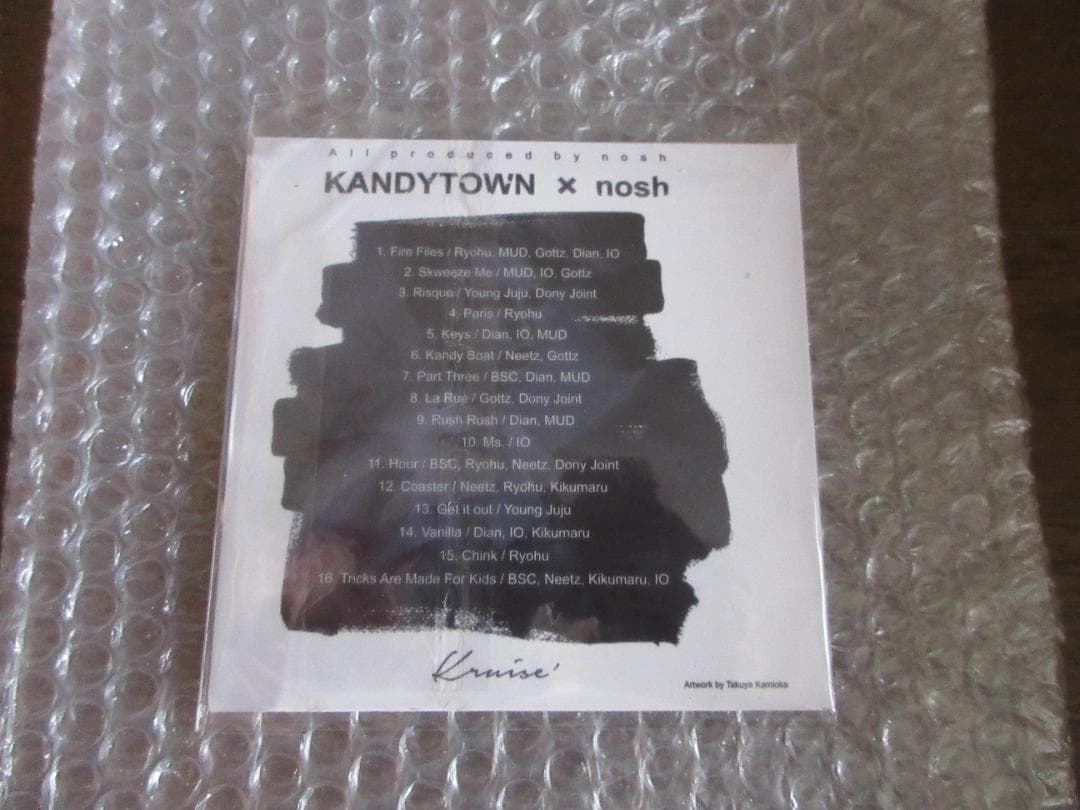 All produced by nosh
KANDYTOWN × nosh
1. Fire Files / Ryohu, MUD, Gottz, Dian, IO
2. Skweeze Me / MUD, IO, Gottz
3. Risque / Young Juju, Dony Joint
4. Paris / Ryohu
5. Keys / Dian, IO, MUD
6. Kandy Boat / Neetz, Gottz
7. Part Three / BSC, Dian, MUD
8. La Rue / Gottz, Dony Joint
9. Rush Rush / Dian, MUD
10. Ms. / IO
11. Hour / BSC, Ryohu, Neetz, Dony Joint
12. Coaster / Neetz, Ryohu, Kikumaru
13. Get it out / Young Juju
14. Vanilla / Dian, IO, Kikumaru
15. Chink / Ryohu
16. Tricks Are Made For Kids / BSC, Neetz, Kikumaru, IO
Kruise'
Artwork by Takuya Kamioka